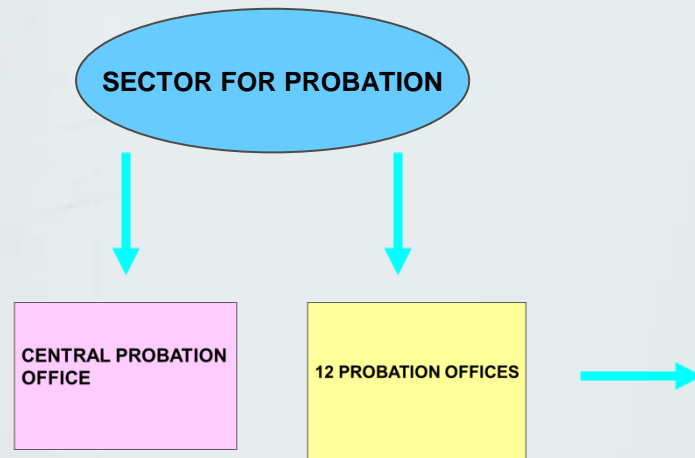 SECTOR FOR PROBATION
CENTRAL PROBATION
OFFICE
12 PROBATION OFFICES